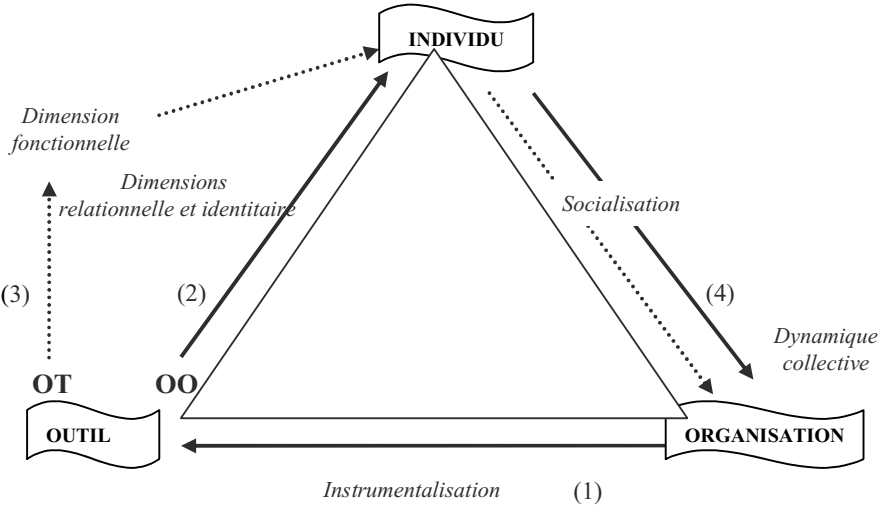 INDIVIDU
Dimension
fonctionnelle
Dimensions
relationnelle et identitaire
Socialisation
(3)
(2)
(4)
Dynamique
collective
OT
OO
OUTIL
ORGANISATION
Instrumentalisation
(1)